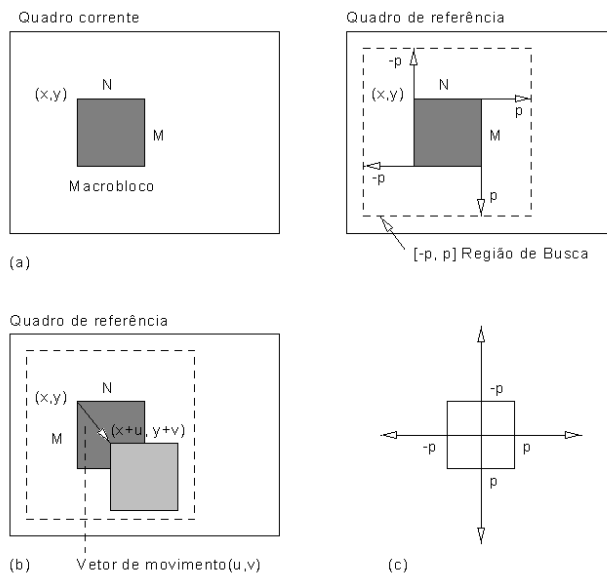 Quadro corrente
N
(x,y)
M
Macrobloco
Quadro de referência
-p
N
(x,y)
p
M
-p
p
[-p, p] Região de Busca
(a)
Quadro de referência
N
(x,y)
(x+u, y+v)
M
(b)
Vetor de movimento(u,v)
-p
-p
p
p
(c)